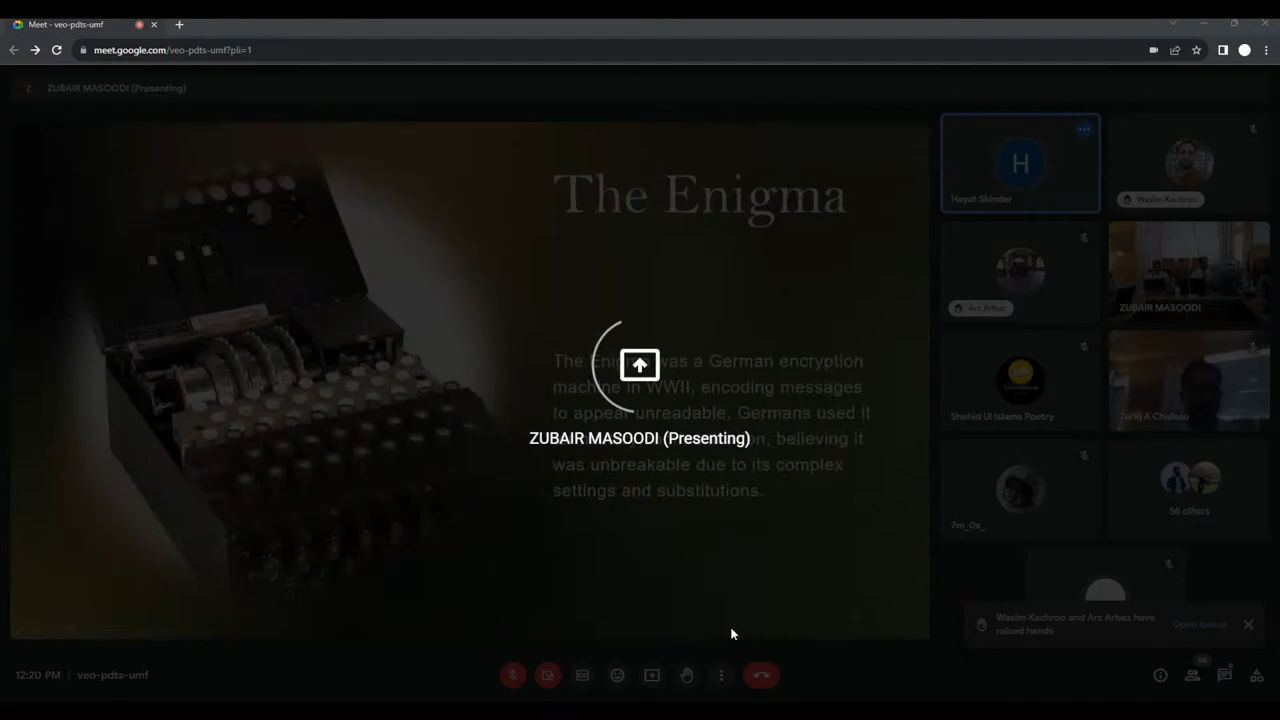 Meet - veo-pdts-umf
meet.google.com/veo-pdts-umf?pli=1
Z
ZUBAIR MASOODI (Presenting)
The Enigma
The Enigma was a German encryption
machine in WWII, encoding messages
to appear unreadable. Germans used it
believing it
was unbreakable due to its complex
settings and substitutions.
ZUBAIR MASOODI (Presenting)
H
Hayat Skinder
Wasim Kachroo
Arz Arbaz
ZUBAIR MASOODI
Shahid Ul Islams Poetry
Tariq A Chalkoo
7m_0x_
56 others
Wasim Kachroo and Arz Arbaz have
raised hands
Open queue
12:20 PM | veo-pdts-umf
66